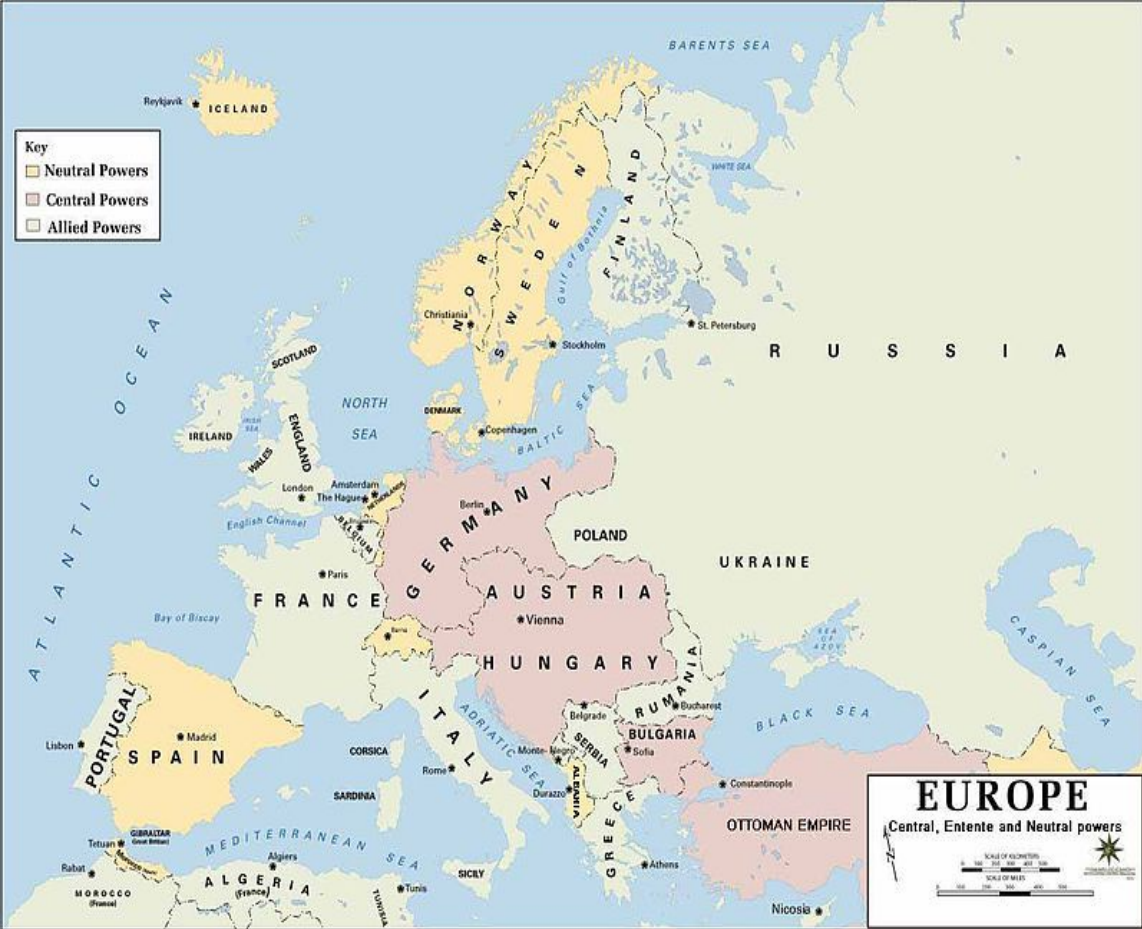 BARENTS SEA
Reykjavik
ICELAND
Key
Neutral Powers
Central Powers
Allied Powers
WHITE SEA
NORWAY
SWEDEN
FINLAND
Gulf of Bothnia
Christiania
Stockholm
St. Petersburg
RUSSIA
ATLANTIC OCEAN
SCOTLAND
NORTH
SEA
DENMARK
Copenhagen
BALTIC SEA
IRELAND
IRISH
SEA
WALES
ENGLAND
London
Amsterdam
The Hague
NETHERLANDS
BELGIUM
English Channel
Berlin
GERMANY
POLAND
UKRAINE
Paris
FRANCE
AUSTRIA
Vienna
HUNGARY
Berne
Bay of Biscay
SEA
OF
AZOV
CASPIAN SEA
RUMANIA
Bucharest
Belgrade
BLACK SEA
BULGARIA
Sofia
SERBIA
Monte-Negro
ADRIATIC SEA
ITALY
PORTUGAL
Lisbon
Madrid
SPAIN
CORSICA
Rome
SARDINIA
Durazzo
ALBANIA
GREECE
Constantinople
OTTOMAN EMPIRE
Athens
GIBRALTAR
(Great Britian)
Tetuan
MEDITERRANEAN SEA
Rabat
MOROCCO
(France)
Algiers
ALGERIA
(France)
Tunis
TUNISIA
SICILY
Nicosia
EUROPE
Central, Entente and Neutral powers
SCALE OF KILOMETERS
SCALE OF MILES